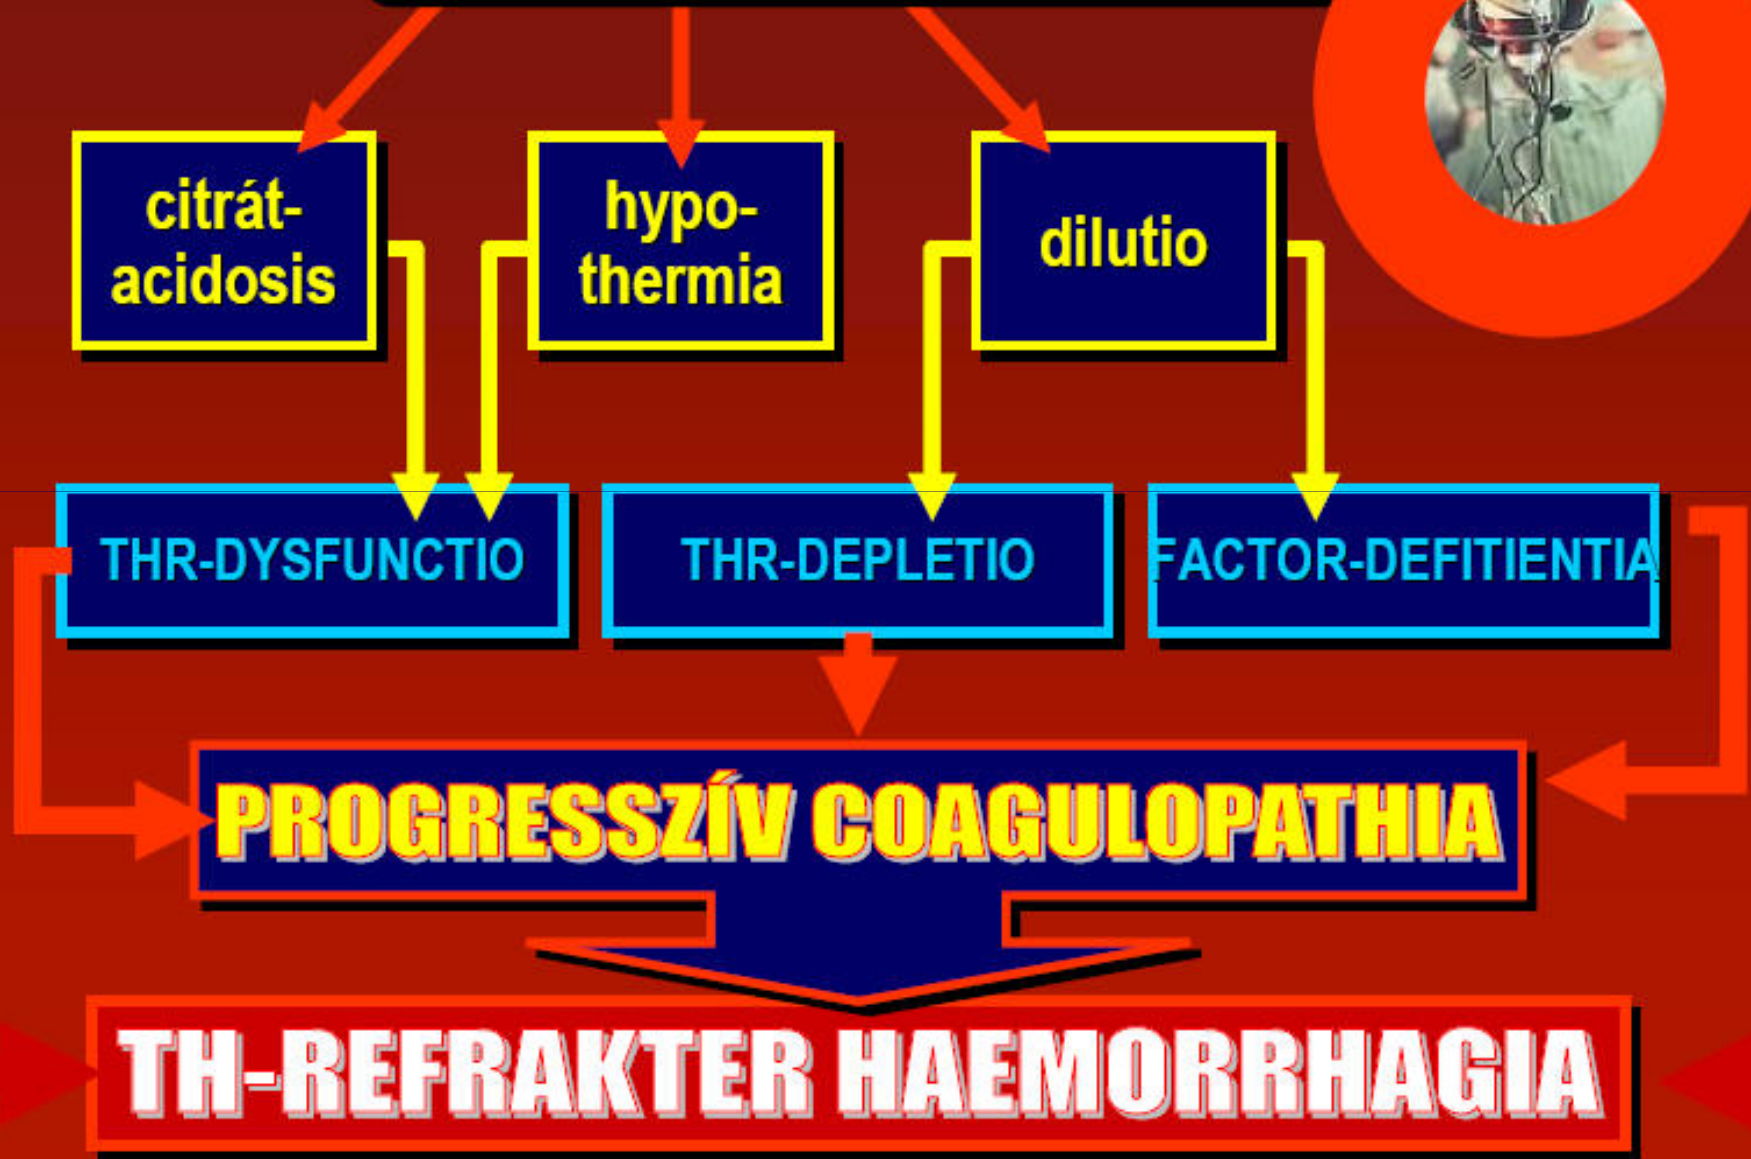 citrát-
acidosis
hypo-
thermia
dilutio
THR-DYSFUNCTIO
THR-DEPLETIO
FACTOR-DEFITIENTIA
PROGRESSZÍV COAGULOPATHIA
TH-REFRAKTER HAEMORRHAGIA